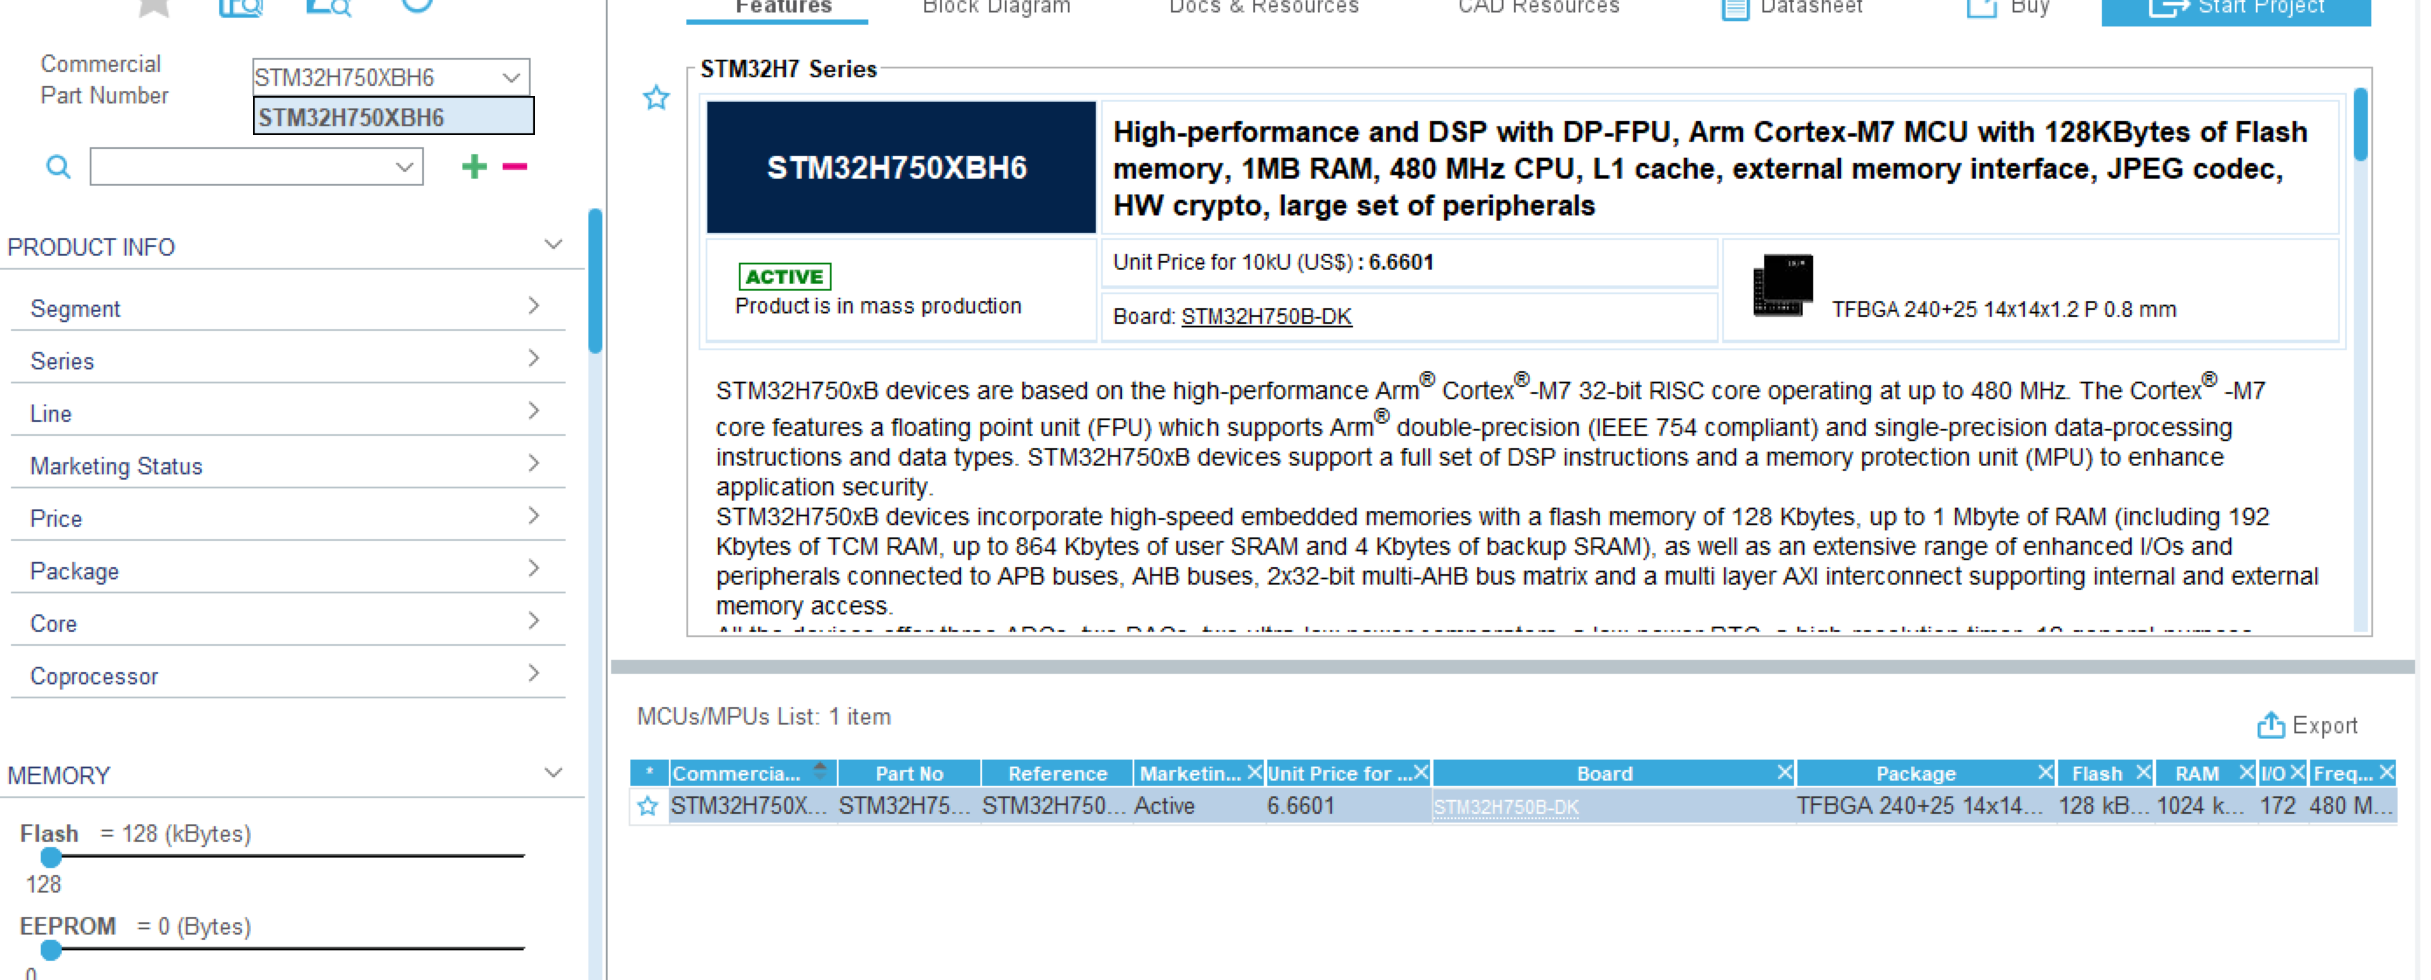 Features
Block Diagram
Docs & Resources
CAD Resources
Datasheet
Buy
Start Project
Commercial
Part Number
STM32H750XBH6
STM32H750XBH6
PRODUCT INFO
Segment
Series
Line
Marketing Status
Price
Package
Core
Coprocessor
MEMORY
Flash = 128 (kBytes)
128
EEPROM = 0 (Bytes)
0
STM32H7 Series
STM32H750XBH6
High-performance and DSP with DP-FPU, Arm Cortex-M7 MCU with 128KBytes of Flash
memory, 1MB RAM, 480 MHz CPU, L1 cache, external memory interface, JPEG codec,
HW crypto, large set of peripherals
ACTIVE
Product is in mass production
Unit Price for 10kU (US$) : 6.6601
Board: STM32H750B-DK
TFBGA 240+25 14x14x1.2 P 0.8 mm
STM32H750xB devices are based on the high-performance Arm® Cortex®-M7 32-bit RISC core operating at up to 480 MHz. The Cortex® -M7
core features a floating point unit (FPU) which supports Arm® double-precision (IEEE 754 compliant) and single-precision data-processing
instructions and data types. STM32H750xB devices support a full set of DSP instructions and a memory protection unit (MPU) to enhance
application security.
STM32H750xB devices incorporate high-speed embedded memories with a flash memory of 128 Kbytes, up to 1 Mbyte of RAM (including 192
Kbytes of TCM RAM, up to 864 Kbytes of user SRAM and 4 Kbytes of backup SRAM), as well as an extensive range of enhanced I/Os and
peripherals connected to APB buses, AHB buses, 2x32-bit multi-AHB bus matrix and a multi layer AXI interconnect supporting internal and external
memory access.
MCUs/MPUs List: 1 item
Export
* Commercia... Part No Reference Marketin... Unit Price for ... Board Package Flash RAM I/O Freq...
STM32H750X... STM32H75... STM32H750... Active 6.6601 STM32H750B-DK TFBGA 240+25 14x14... 128 kB... 1024 k... 172 480 M...